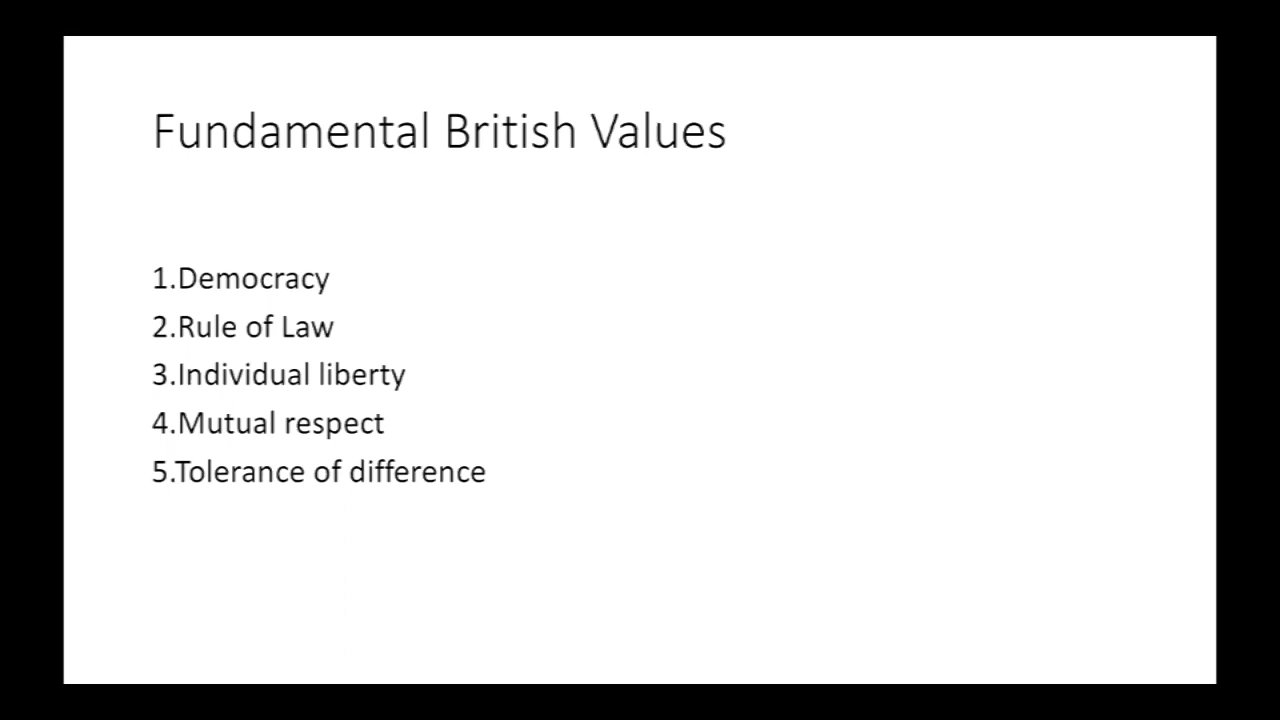 Fundamental British Values
1.Democracy
2.Rule of Law
3.Individual liberty
4.Mutual respect
5.Tolerance of difference